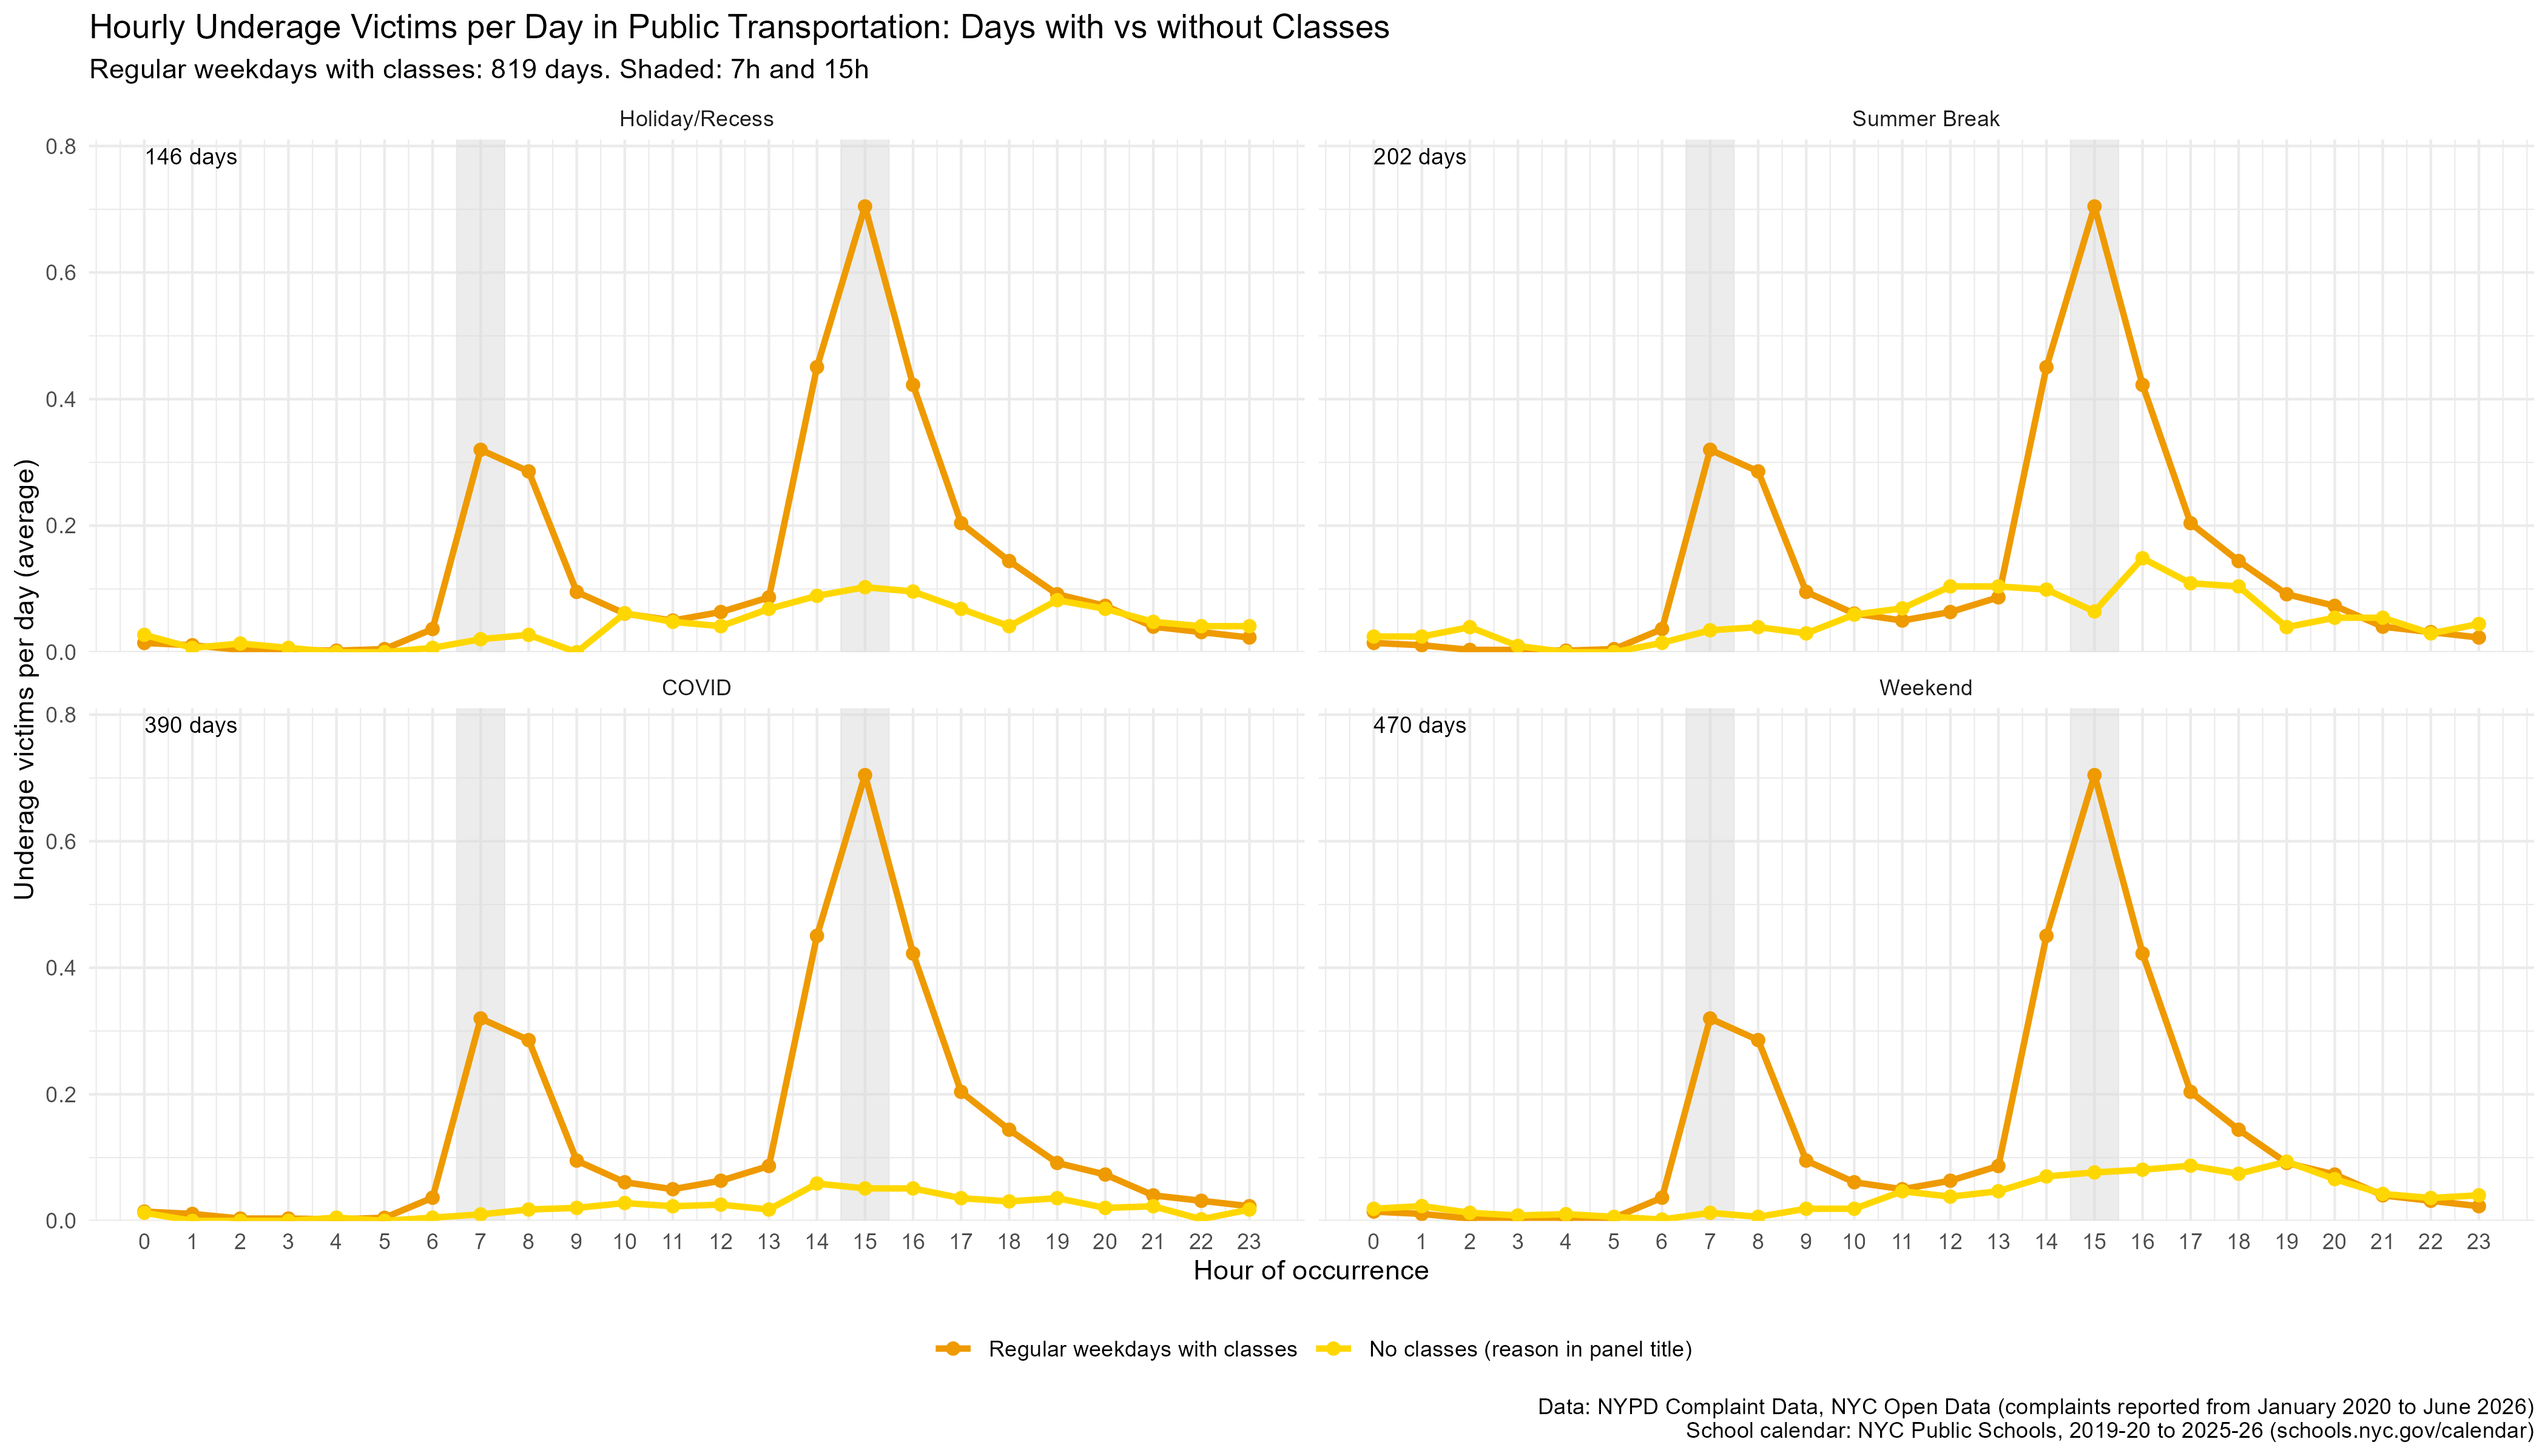 Hourly Underage Victims per Day in Public Transportation: Days with vs without Classes
Regular weekdays with classes: 819 days. Shaded: 7h and 15h
Holiday/Recess
Summer Break
0.8
0.6
0.4
0.2
0.0
146 days
202 days
COVID
Weekend
0.8
0.6
0.4
0.2
0.0
390 days
470 days
Underage victims per day (average)
0 1 2 3 4 5 6 7 8 9 10 11 12 13 14 15 16 17 18 19 20 21 22 23
0 1 2 3 4 5 6 7 8 9 10 11 12 13 14 15 16 17 18 19 20 21 22 23
Hour of occurrence
Regular weekdays with classes
No classes (reason in panel title)
Data: NYPD Complaint Data, NYC Open Data (complaints reported from January 2020 to June 2026)
School calendar: NYC Public Schools, 2019-20 to 2025-26 (schools.nyc.gov/calendar)